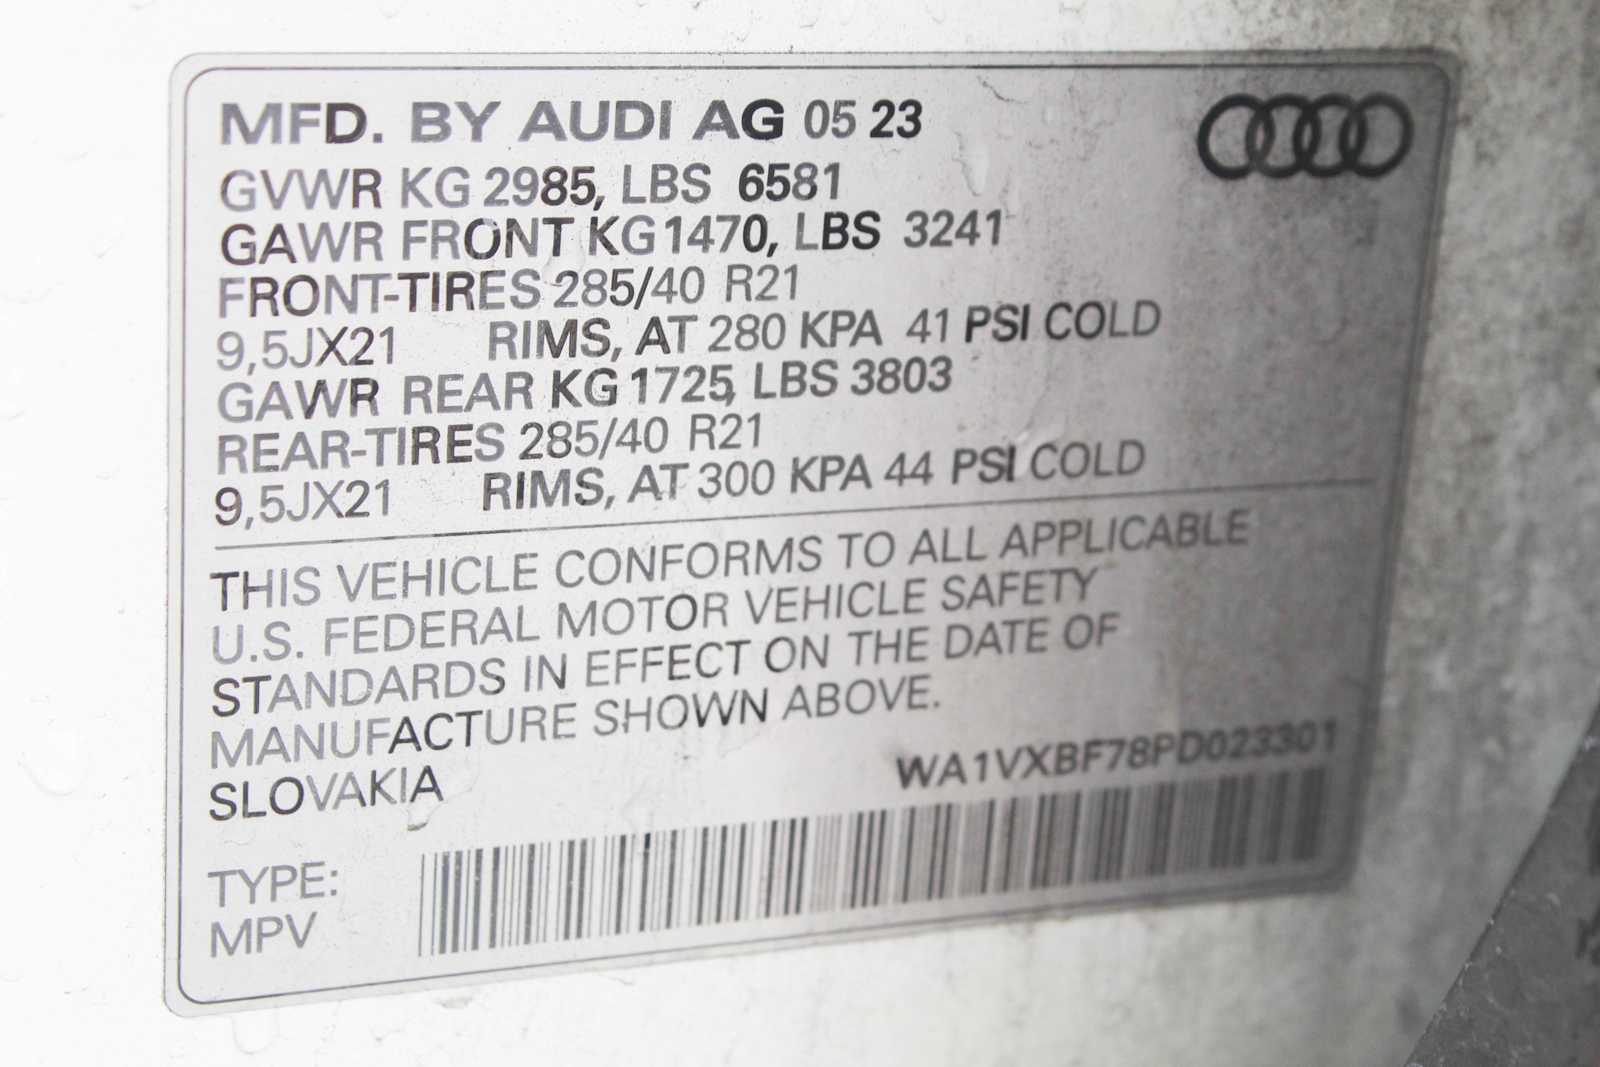 MFD. BY AUDI AG 05 23
GVWR KG 2985, LBS 6581
GAWR FRONT KG 1470, LBS 3241
FRONT-TIRES 285/40 R21
9,5JX21 RIMS, AT 280 KPA 41 PSI COLD
GAWR REAR KG 1725, LBS 3803
REAR-TIRES 285/40 R21
9,5JX21 RIMS, AT 300 KPA 44 PSI COLD
THIS VEHICLE CONFORMS TO ALL APPLICABLE
U.S. FEDERAL MOTOR VEHICLE SAFETY
STANDARDS IN EFFECT ON THE DATE OF
MANUFACTURE SHOWN ABOVE.
SLOVAKIA
WA1VXBF78PD023301
TYPE:
MPV